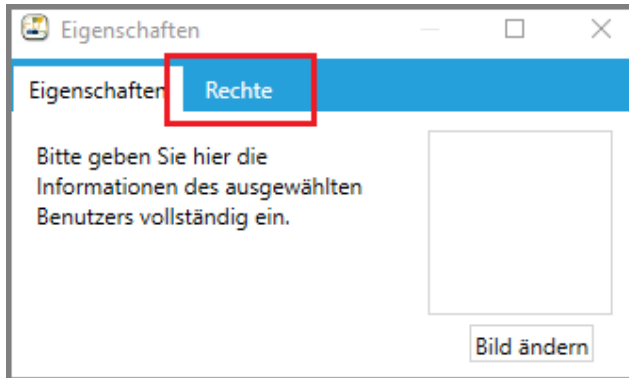 Eigenschaften
Eigenschaften Rechte
Bitte geben Sie hier die
Informationen des ausgewählten
Benutzers vollständig ein.
Bild ändern